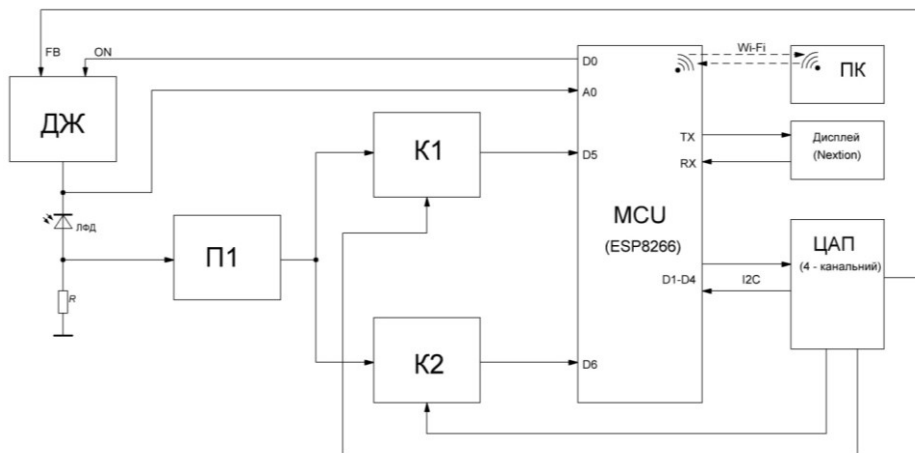 FB
ON
D0
Wi-Fi
ПК
ДЖ
A0
К1
D5
TX
RX
Дисплей
(Nextion)
ЛФД
П1
MCU
(ESP8266)
ЦАП
(4 - канальний)
D1-D4
I2C
R
К2
D6